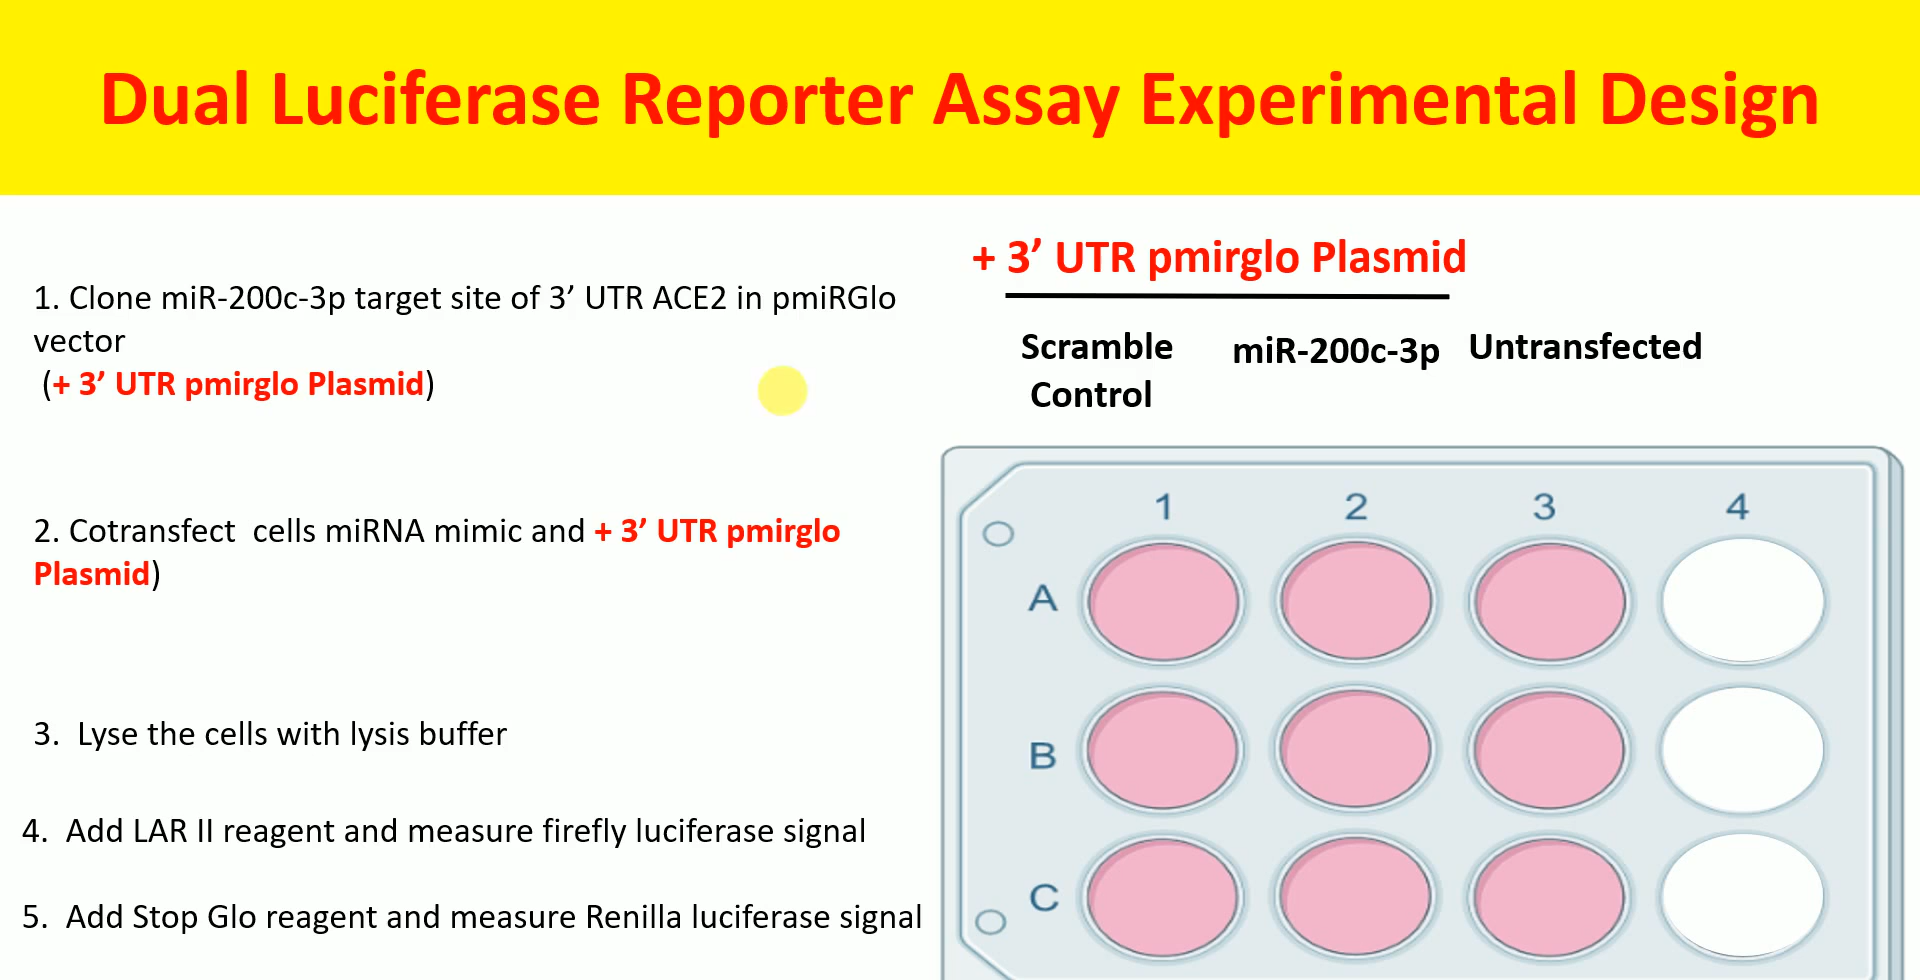 Dual Luciferase Reporter Assay Experimental Design
1. Clone miR-200c-3p target site of 3’ UTR ACE2 in pmiRGlo
vector
(+ 3’ UTR pmirglo Plasmid)
2. Cotransfect cells miRNA mimic and + 3’ UTR pmirglo
Plasmid)
3. Lyse the cells with lysis buffer
4. Add LAR II reagent and measure firefly luciferase signal
5. Add Stop Glo reagent and measure Renilla luciferase signal
+ 3’ UTR pmirglo Plasmid
Scramble
Control
miR-200c-3p
Untransfected
1 2 3 4
A
B
C